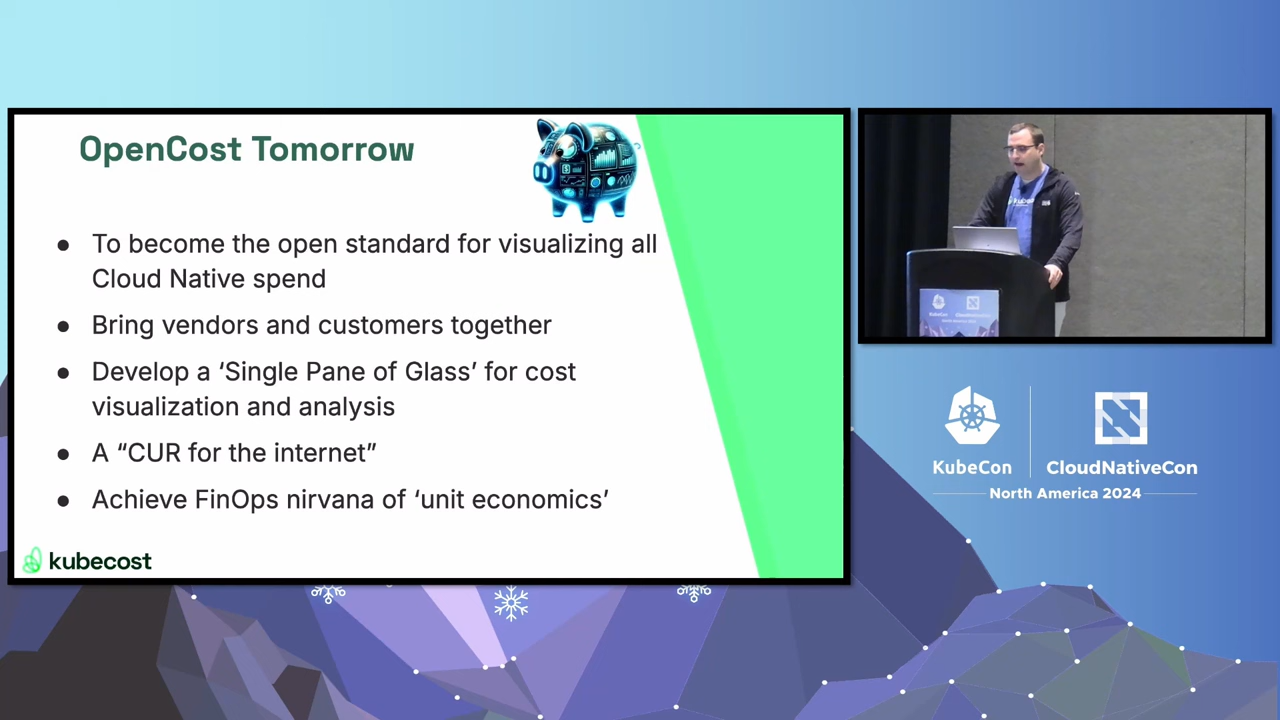 OpenCost Tomorrow
● To become the open standard for visualizing all
Cloud Native spend
● Bring vendors and customers together
● Develop a ‘Single Pane of Glass’ for cost
visualization and analysis
● A “CUR for the internet”
● Achieve FinOps nirvana of ‘unit economics’
kubecost
KubeCon
CloudNativeCon
North America 2024